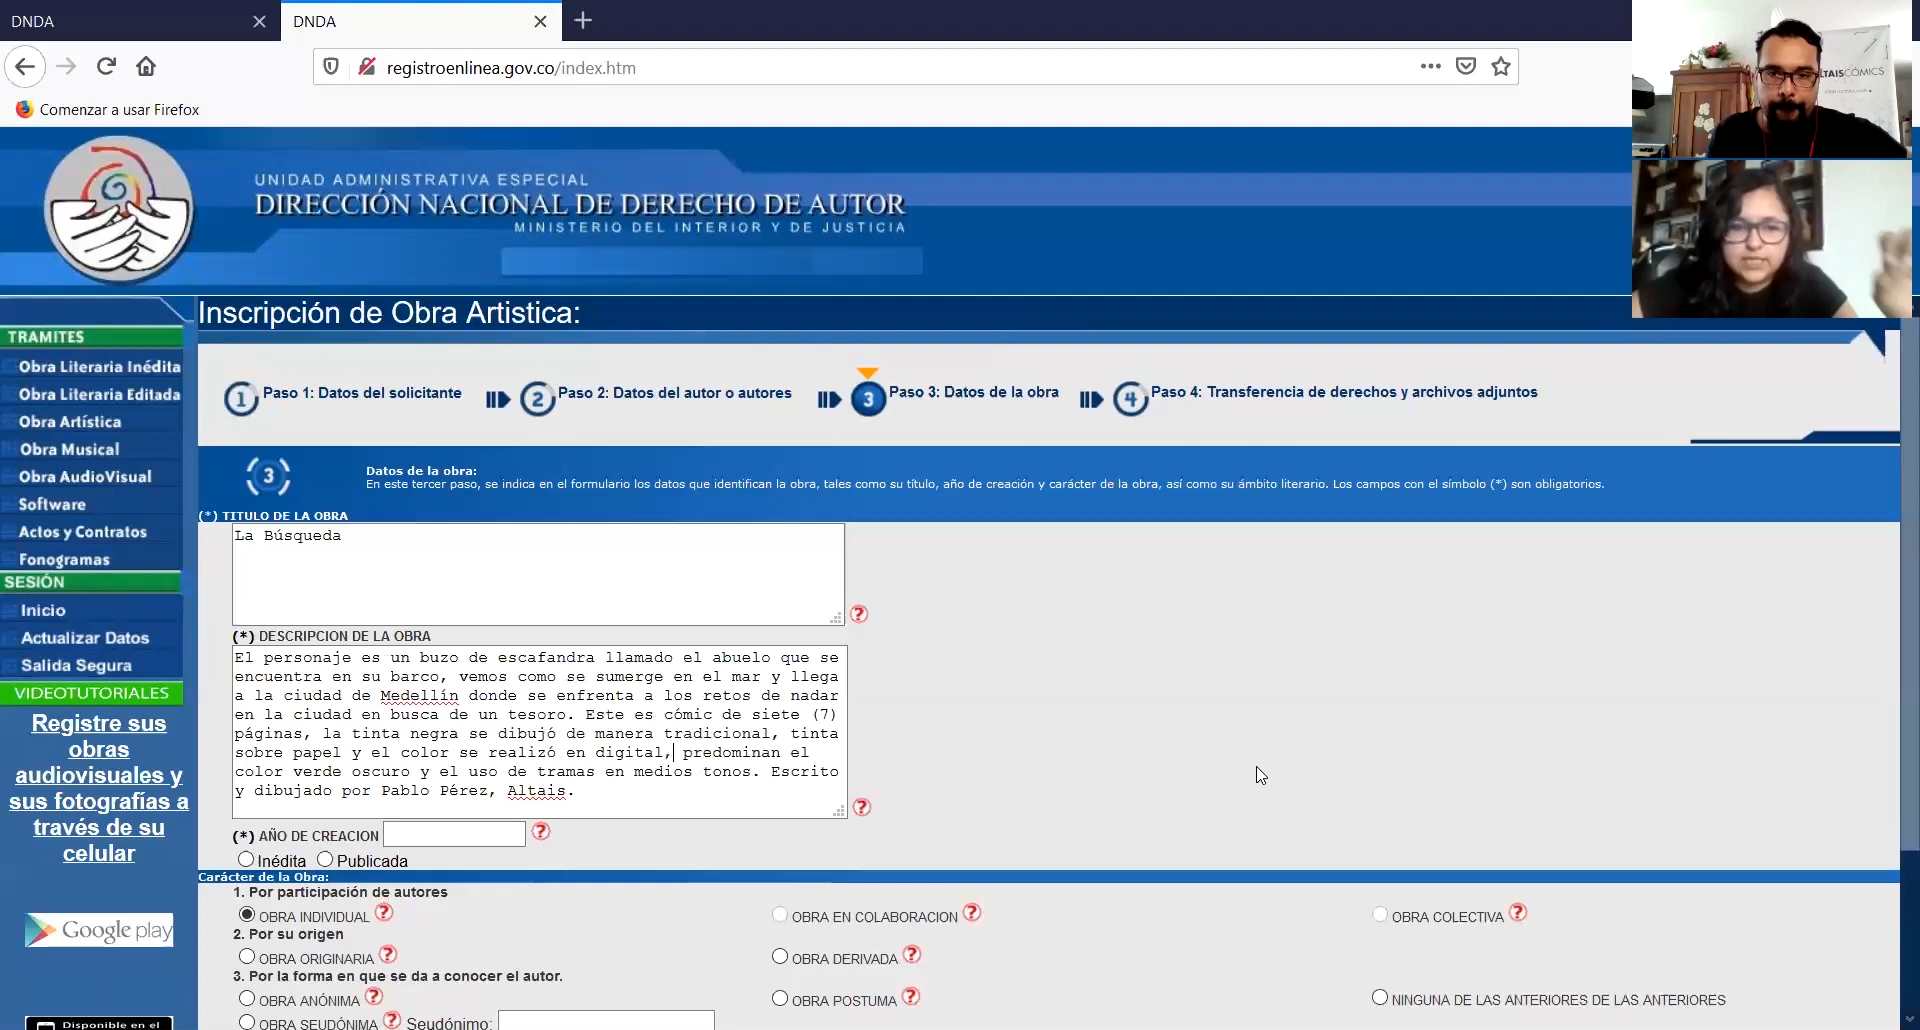 DNDA
DNDA
registroenlinea.gov.co/index.htm
Comenzar a usar Firefox
LTAISCÓMICS
UNIDAD ADMINISTRATIVA ESPECIAL
DIRECCIÓN NACIONAL DE DERECHO DE AUTOR
MINISTERIO DEL INTERIOR Y DE JUSTICIA
Inscripción de Obra Artistica:
TRAMITES
Obra Literaria Inédita
Obra Literaria Editada
Obra Artística
Obra Musical
Obra AudioVisual
Software
Actos y Contratos
Fonogramas
SESIÓN
Inicio
Actualizar Datos
Salida Segura
VIDEOTUTORIALES
Registre sus
obras
audiovisuales y
sus fotografías a
través de su
celular
Google play
Disponible en el
1 Paso 1: Datos del solicitante
2 Paso 2: Datos del autor o autores
3 Paso 3: Datos de la obra
4 Paso 4: Transferencia de derechos y archivos adjuntos
3
Datos de la obra:
En este tercer paso, se indica en el formulario los datos que identifican la obra, tales como su título, año de creación y carácter de la obra, así como su ámbito literario. Los campos con el símbolo (*) son obligatorios.
(*) TITULO DE LA OBRA
La Búsqueda
?
(*) DESCRIPCION DE LA OBRA
El personaje es un buzo de escafandra llamado el abuelo que se
encuentra en su barco, vemos como se sumerge en el mar y llega
a la ciudad de Medellín donde se enfrenta a los retos de nadar
en la ciudad en busca de un tesoro. Este es cómic de siete (7)
páginas, la tinta negra se dibujó de manera tradicional, tinta
sobre papel y el color se realizó en digital, predominan el
color verde oscuro y el uso de tramas en medios tonos. Escrito
y dibujado por Pablo Pérez, Altais.
?
(*) AÑO DE CREACION ?
Inédita Publicada
Carácter de la Obra:
1. Por participación de autores
OBRA INDIVIDUAL ? OBRA EN COLABORACION ? OBRA COLECTIVA ?
2. Por su origen
OBRA ORIGINARIA ? OBRA DERIVADA ?
3. Por la forma en que se da a conocer el autor.
OBRA ANÓNIMA ? OBRA POSTUMA ? NINGUNA DE LAS ANTERIORES DE LAS ANTERIORES
OBRA SEUDÓNIMA ? Seudónimo: